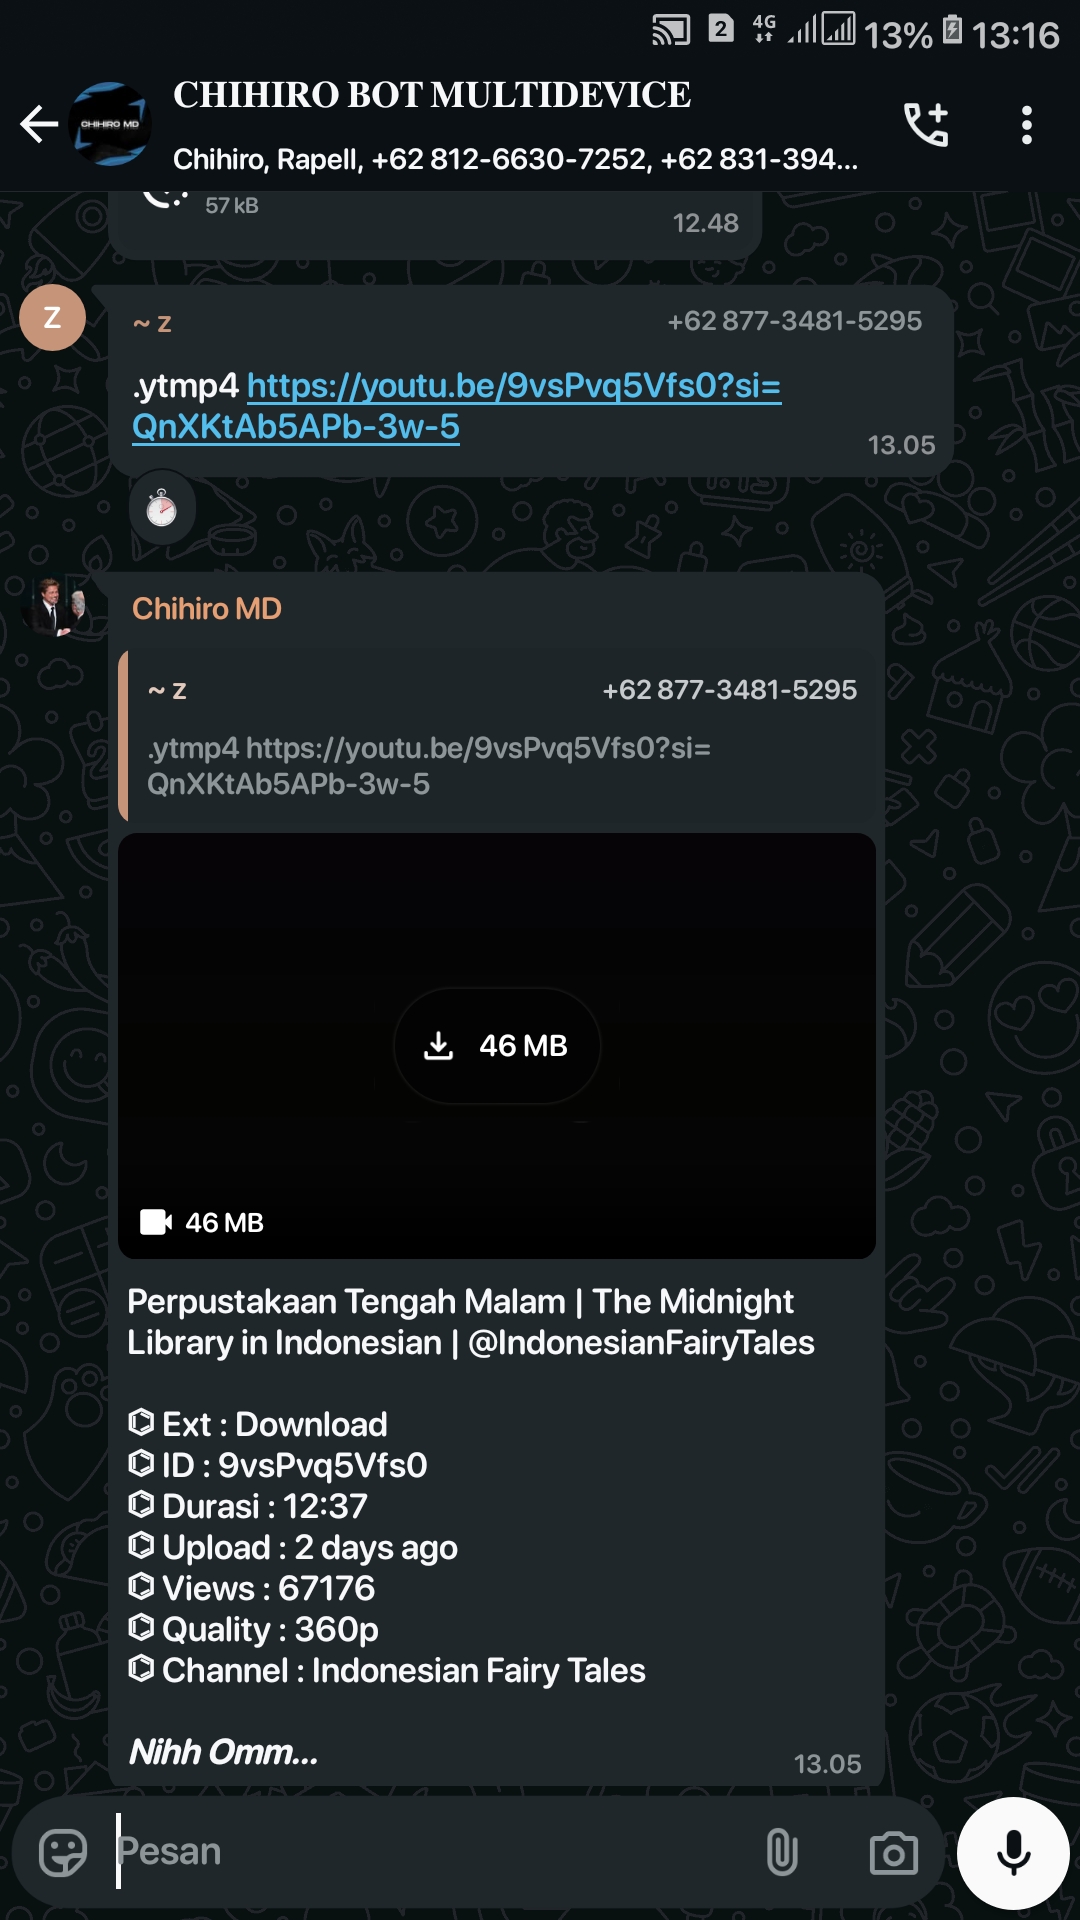 2 4G 13% 13:16
CHIHIRO MD
CHIHIRO BOT MULTIDEVICE
Chihiro, Rapell, +62 812-6630-7252, +62 831-394...
57 kB
12.48
Z
~ z +62 877-3481-5295
.ytmp4 https://youtu.be/9vsPvq5Vfs0?si=
QnXKtAb5APb-3w-5
13.05
Chihiro MD
~ z +62 877-3481-5295
.ytmp4 https://youtu.be/9vsPvq5Vfs0?si=
QnXKtAb5APb-3w-5
46 MB
46 MB
Perpustakaan Tengah Malam | The Midnight
Library in Indonesian | @IndonesianFairyTales
⌬ Ext : Download
⌬ ID : 9vsPvq5Vfs0
⌬ Durasi : 12:37
⌬ Upload : 2 days ago
⌬ Views : 67176
⌬ Quality : 360p
⌬ Channel : Indonesian Fairy Tales
Nihh Omm...
13.05
Pesan